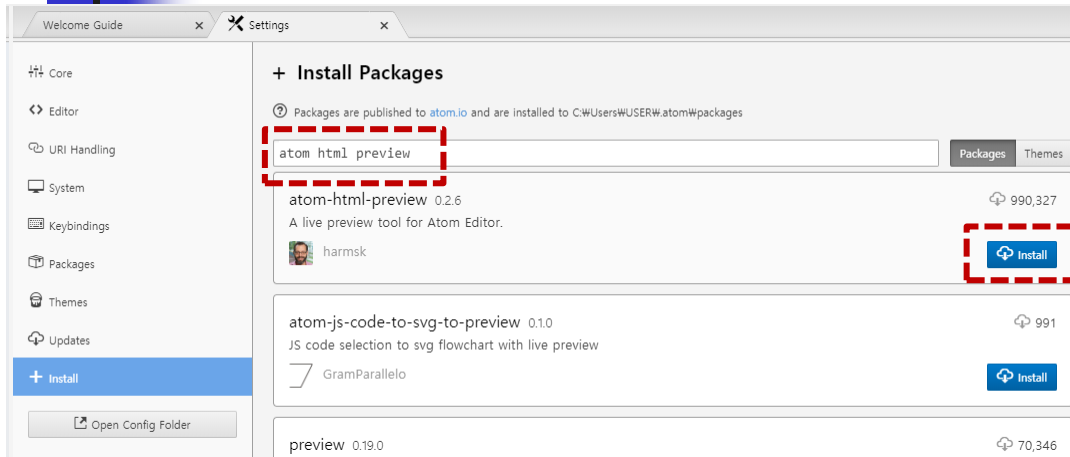 Welcome Guide
Settings
Core
Editor
URI Handling
System
Keybindings
Packages
Themes
Updates
Install
Open Config Folder
+ Install Packages
Packages are published to atom.io and are installed to C:₩Users₩USER₩.atom₩packages
atom html preview
Packages Themes
atom-html-preview 0.2.6 990,327
A live preview tool for Atom Editor.
harmsk Install
atom-js-code-to-svg-to-preview 0.1.0 991
JS code selection to svg flowchart with live preview
GramParallelo Install
preview 0.19.0 70,346